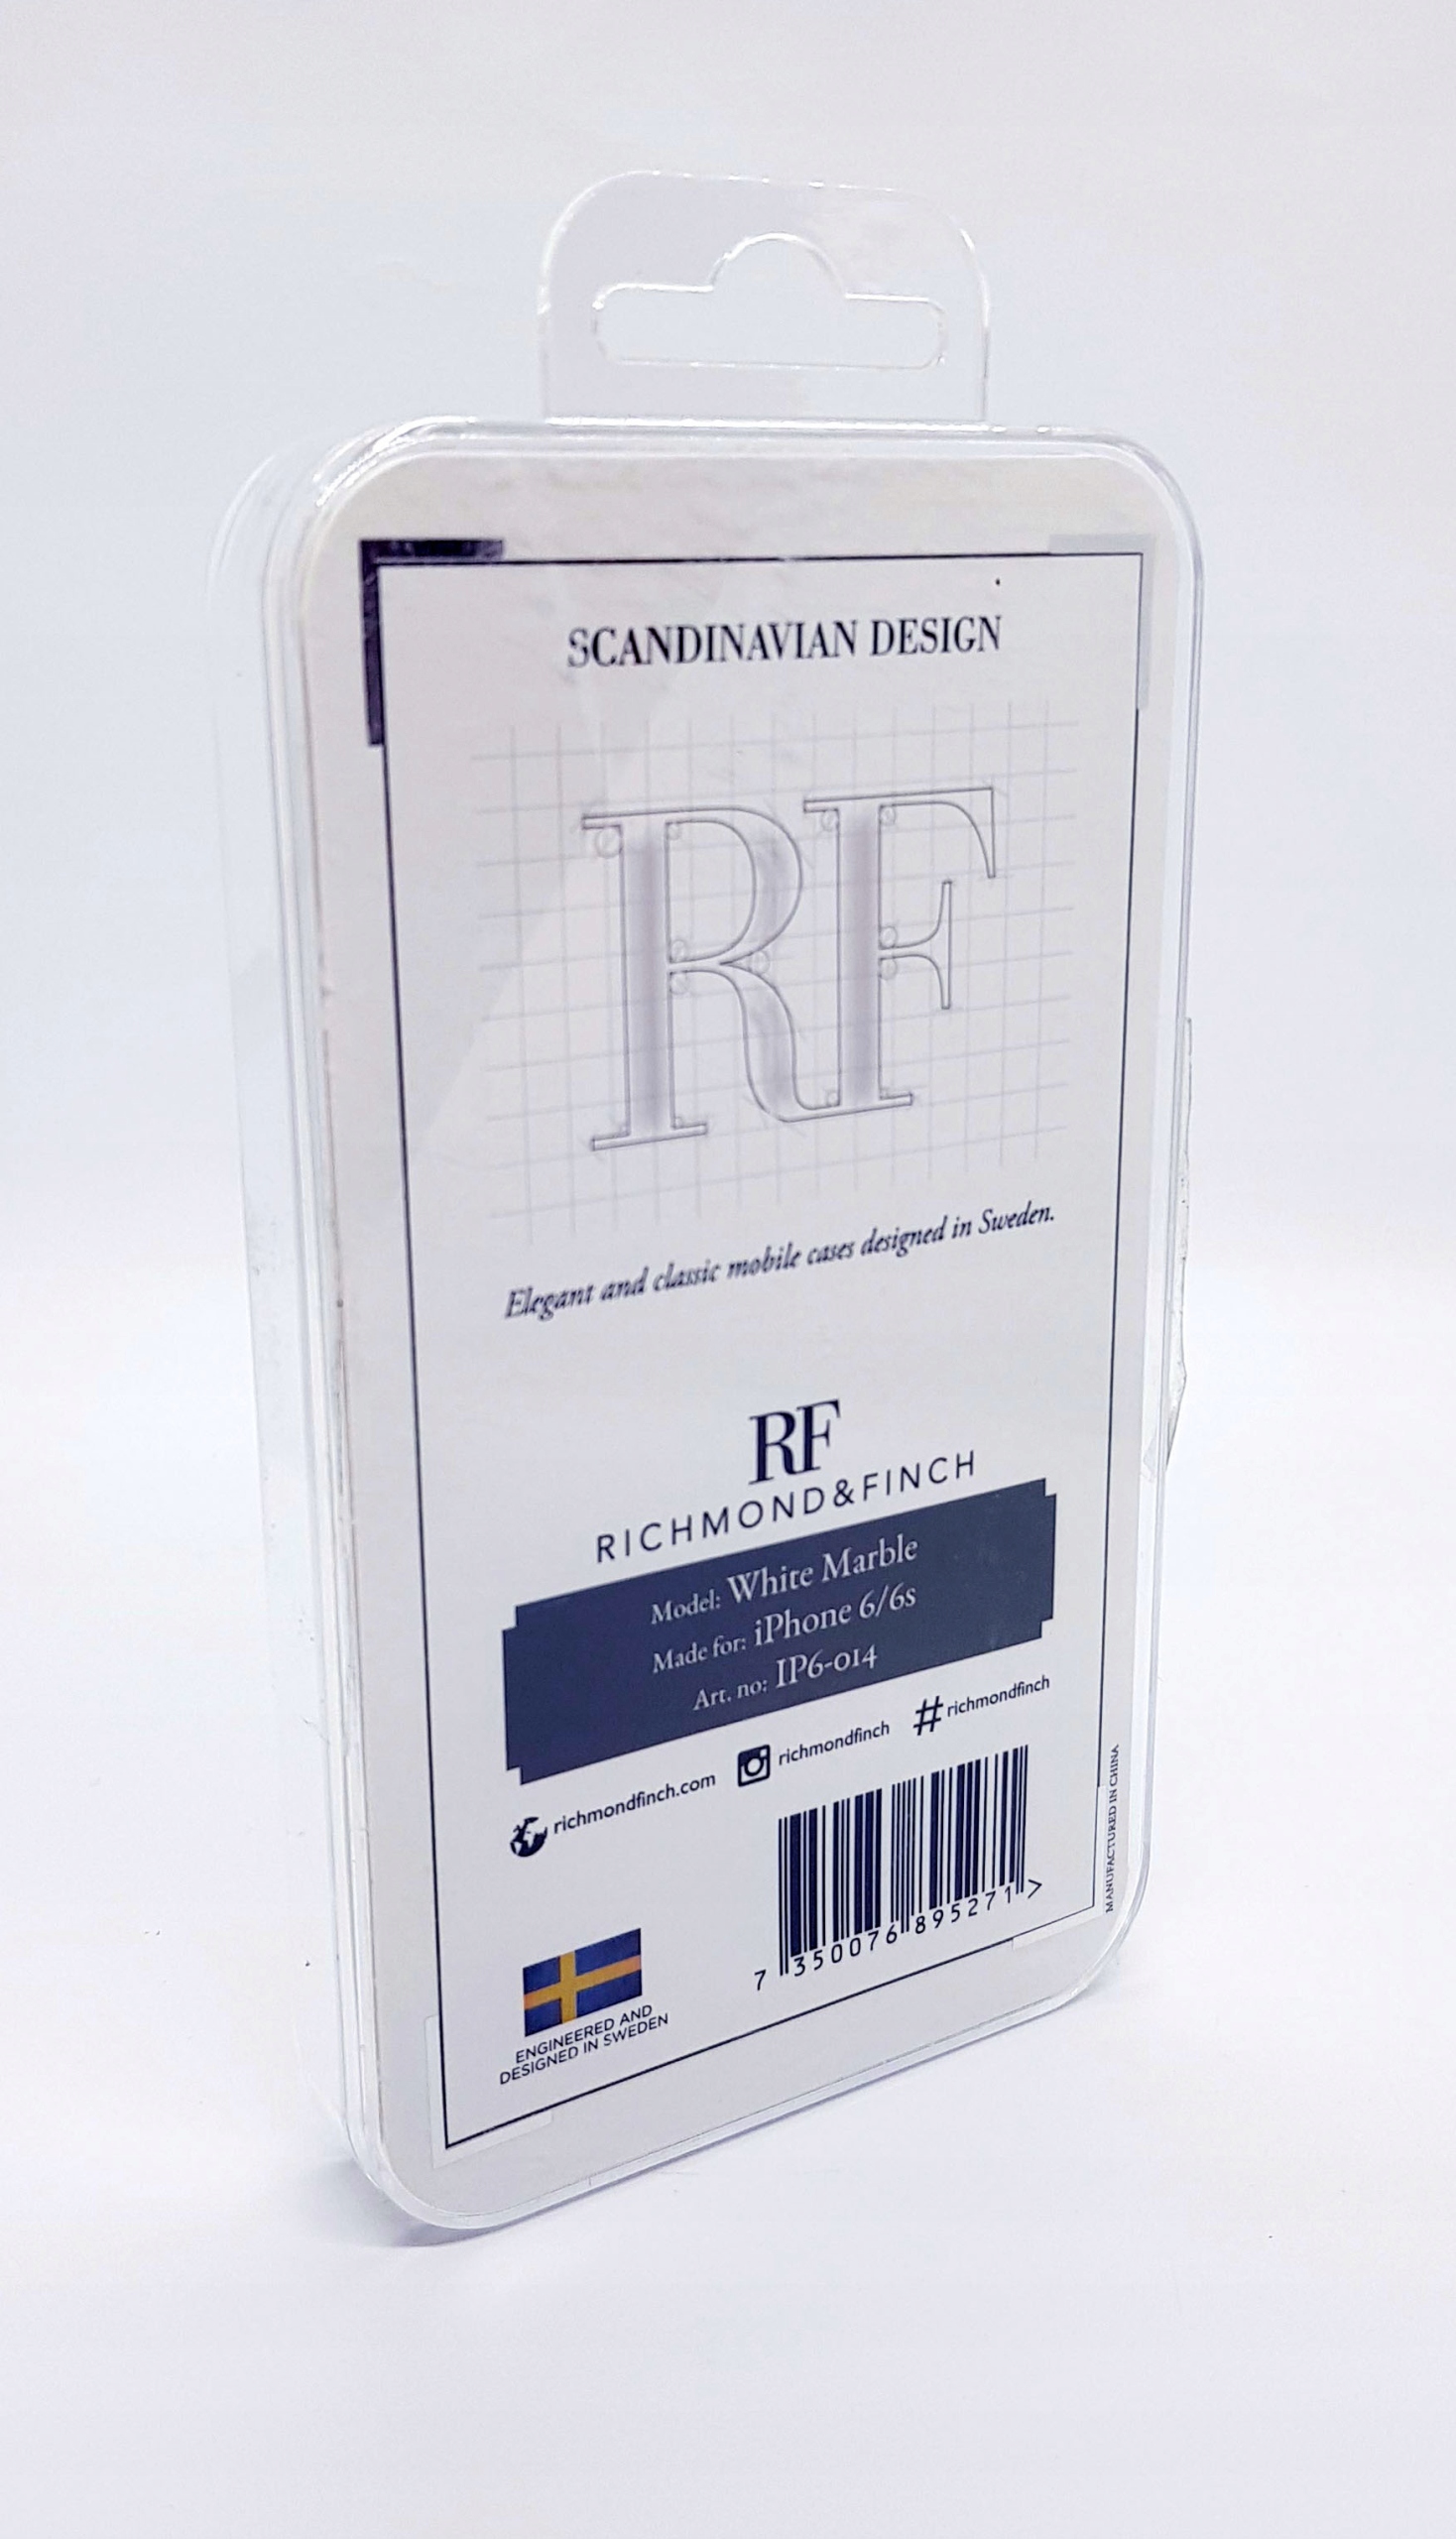 SCANDINAVIAN DESIGN
RF
Elegant and classic mobile cases designed in Sweden.
RF
RICHMOND&FINCH
Model: White Marble
Made for: iPhone 6/6s
Art. no: IP6-014
richmondfinch.com
richmondfinch
#richmondfinch
7 350076 895271 >
ENGINEERED AND
DESIGNED IN SWEDEN
MANUFACTURED IN CHINA